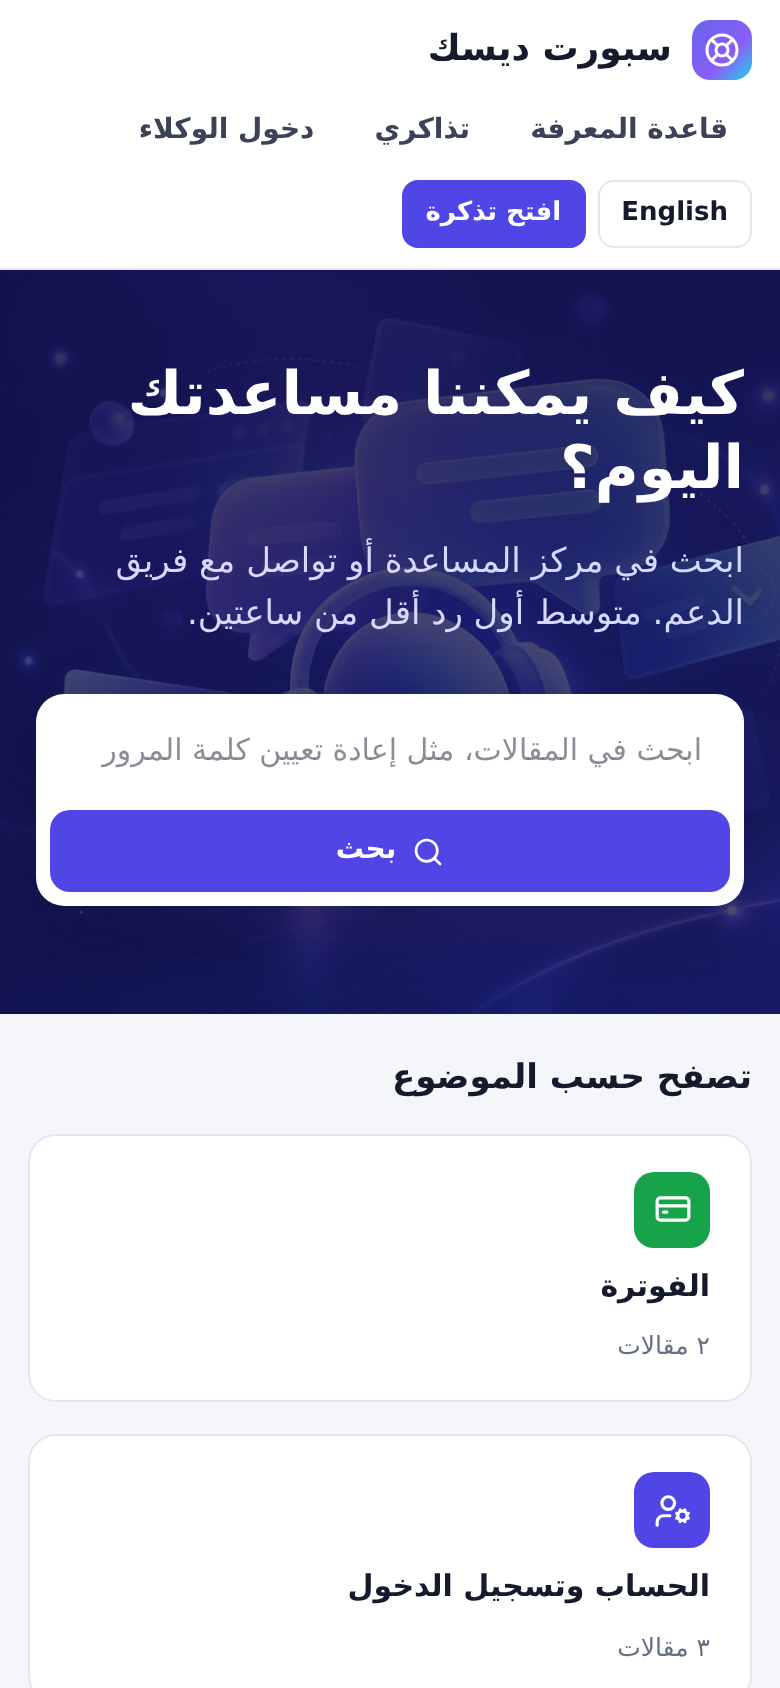 سبورت ديسك
قاعدة المعرفة
تذاكري
دخول الوكلاء
English
افتح تذكرة
كيف يمكننا مساعدتك
اليوم؟
ابحث في مركز المساعدة أو تواصل مع فريق
الدعم. متوسط أول رد أقل من ساعتين.
ابحث في المقالات، مثل إعادة تعيين كلمة المرور
بحث
تصفح حسب الموضوع
الفوترة
٢ مقالات
الحساب وتسجيل الدخول
٣ مقالات